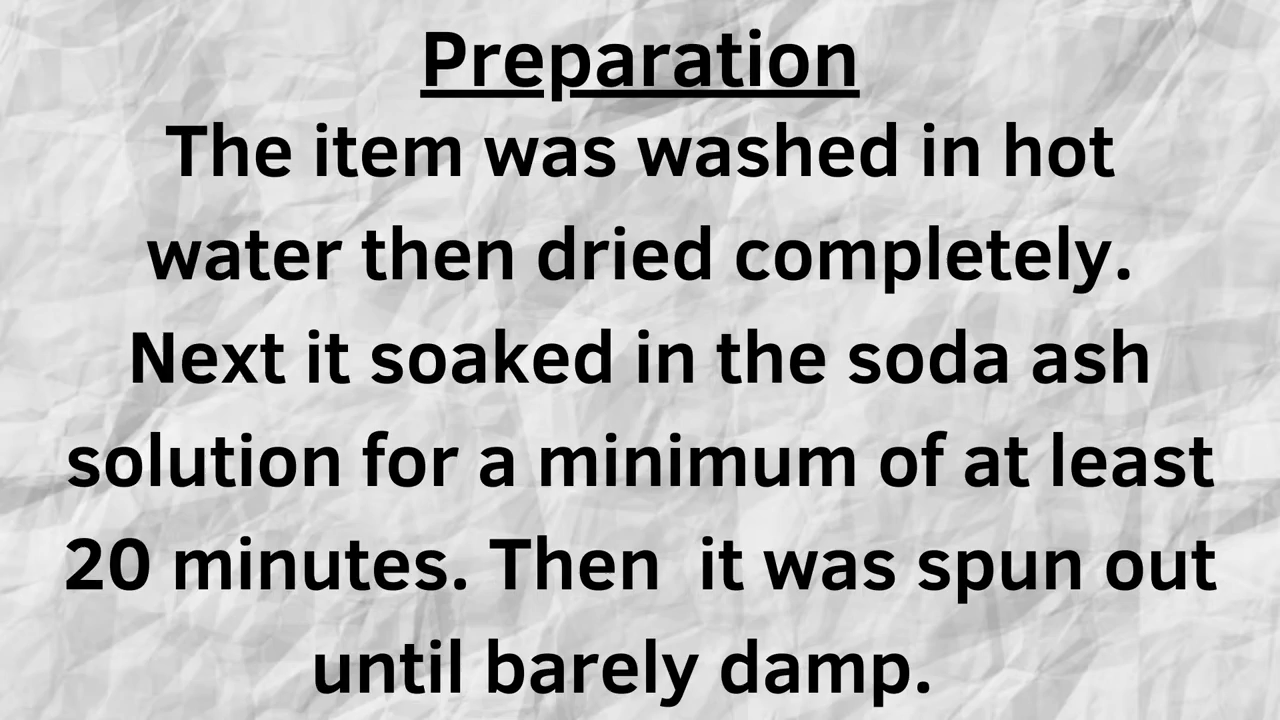 Preparation
The item was washed in hot
water then dried completely.
Next it soaked in the soda ash
solution for a minimum of at least
20 minutes. Then  it was spun out
until barely damp.